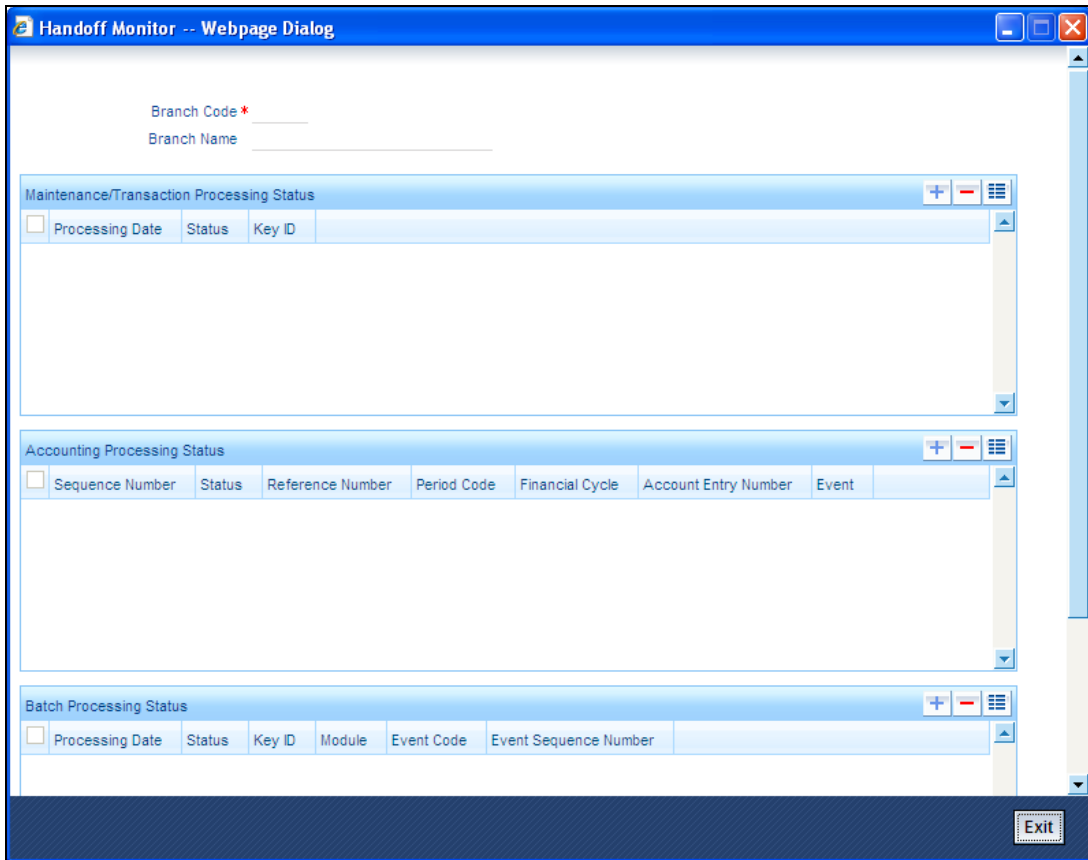 Handoff Monitor -- Webpage Dialog
Branch Code *
Branch Name
Maintenance/Transaction Processing Status
Processing Date Status Key ID
Accounting Processing Status
Sequence Number Status Reference Number Period Code Financial Cycle Account Entry Number Event
Batch Processing Status
Processing Date Status Key ID Module Event Code Event Sequence Number
Exit